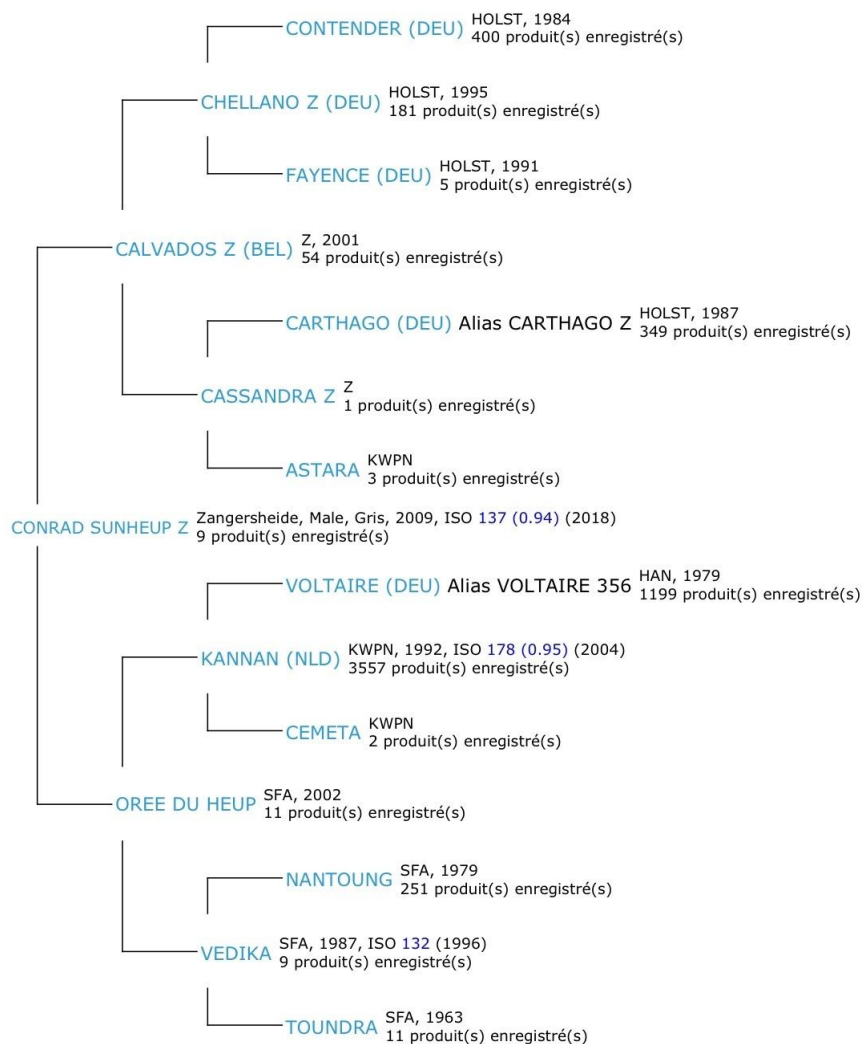 CONTENDER (DEU) HOLST, 1984
400 produit(s) enregistré(s)
CHELLANO Z (DEU) HOLST, 1995
181 produit(s) enregistré(s)
FAYENCE (DEU) HOLST, 1991
5 produit(s) enregistré(s)
CALVADOS Z (BEL) Z, 2001
54 produit(s) enregistré(s)
CARTHAGO (DEU) Alias CARTHAGO Z HOLST, 1987
349 produit(s) enregistré(s)
CASSANDRA Z Z
1 produit(s) enregistré(s)
ASTARA KWPN
3 produit(s) enregistré(s)
CONRAD SUNHEUP Z Zangersheide, Male, Gris, 2009, ISO 137 (0.94) (2018)
9 produit(s) enregistré(s)
VOLTAIRE (DEU) Alias VOLTAIRE 356 HAN, 1979
1199 produit(s) enregistré(s)
KANNAN (NLD) KWPN, 1992, ISO 178 (0.95) (2004)
3557 produit(s) enregistré(s)
CEMETA KWPN
2 produit(s) enregistré(s)
OREE DU HEUP SFA, 2002
11 produit(s) enregistré(s)
NANTOUNG SFA, 1979
251 produit(s) enregistré(s)
VEDIKA SFA, 1987, ISO 132 (1996)
9 produit(s) enregistré(s)
TOUNDRA SFA, 1963
11 produit(s) enregistré(s)